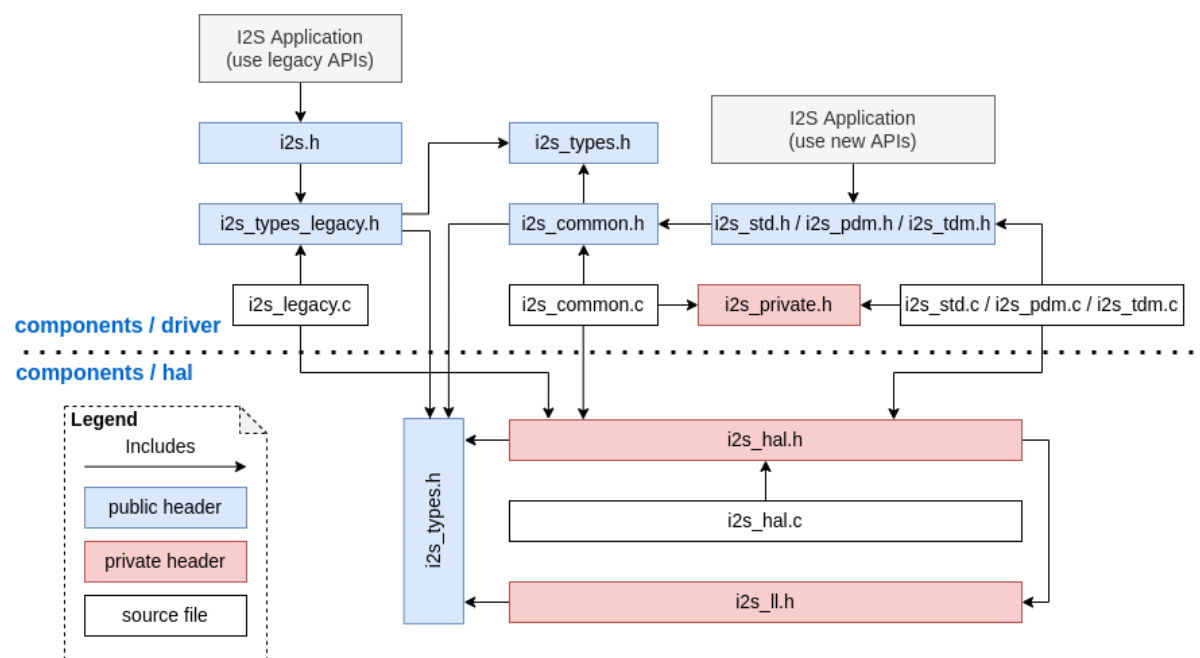 I2S Application
(use legacy APIs)
i2s.h
i2s_types.h
I2S Application
(use new APIs)
i2s_types_legacy.h
i2s_common.h
i2s_std.h / i2s_pdm.h / i2s_tdm.h
i2s_legacy.c
i2s_common.c
i2s_private.h
i2s_std.c / i2s_pdm.c / i2s_tdm.c
components / driver
components / hal
Legend
Includes
public header
private header
source file
i2s_types.h
i2s_hal.h
i2s_hal.c
i2s_ll.h